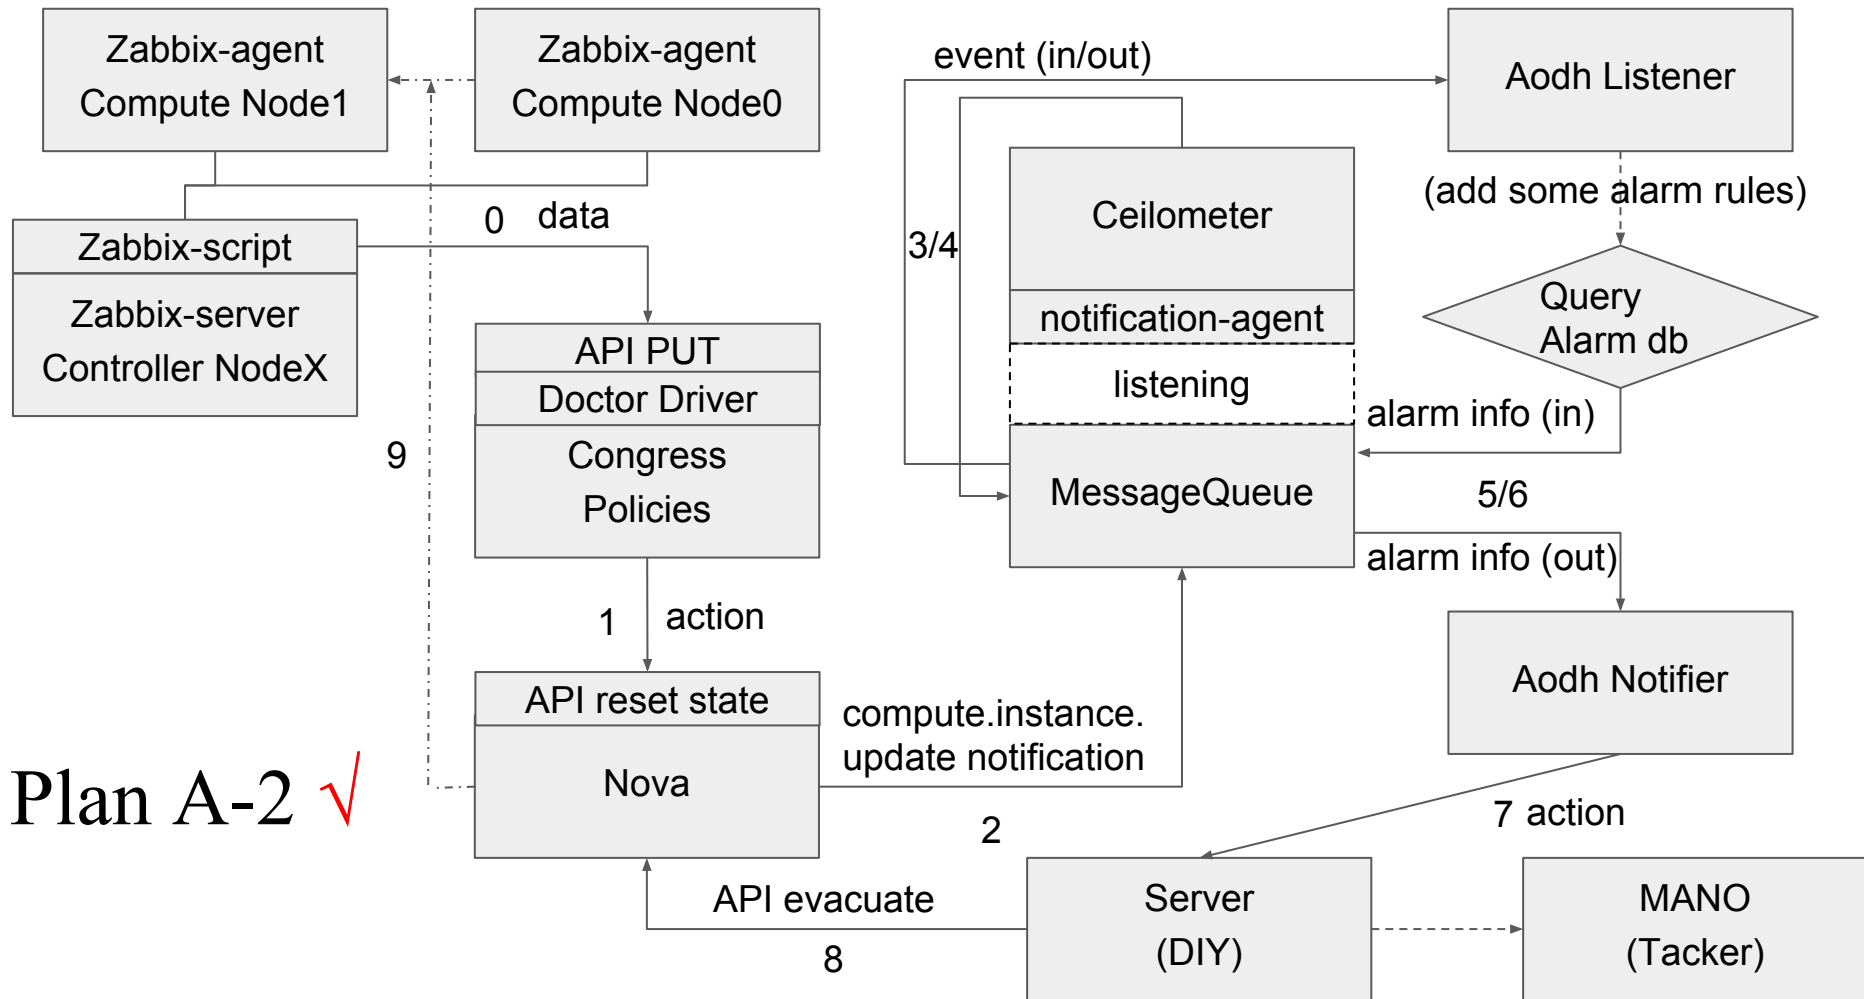 Zabbix-agent
Compute Node1
Zabbix-agent
Compute Node0
event (in/out)
Aodh Listener
(add some alarm rules)
Zabbix-script
Zabbix-server
Controller NodeX
0 data
3/4
Ceilometer
notification-agent
listening
MessageQueue
Query
Alarm db
API PUT
Doctor Driver
Congress
Policies
9
alarm info (in)
5/6
alarm info (out)
1 action
API reset state
Nova
compute.instance.
update notification
2
Aodh Notifier
Plan A-2 √
7 action
API evacuate
8
Server
(DIY)
MANO
(Tacker)